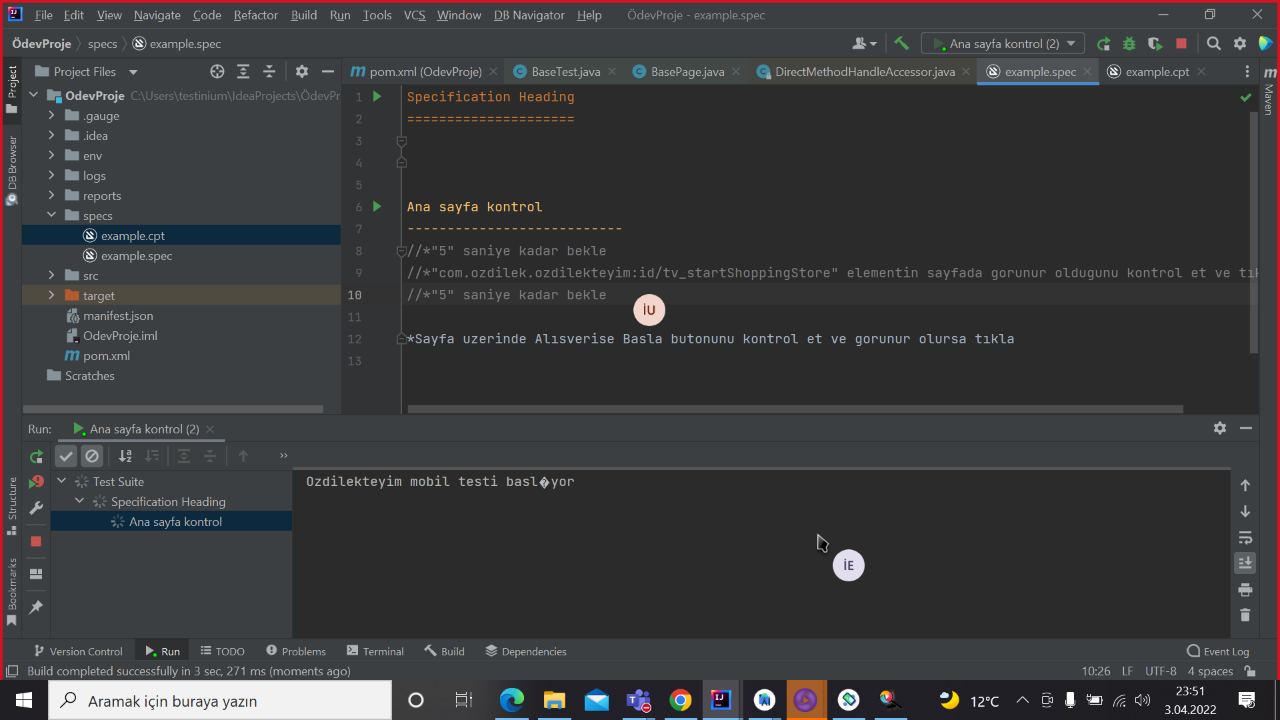 File Edit View Navigate Code Refactor Build Run Tools VCS Window DB Navigator Help ÖdevProje - example.spec
ÖdevProje specs example.spec
Ana sayfa kontrol (2)
Project Files
pom.xml (OdevProje) BaseTest.java BasePage.java DirectMethodHandleAccessor.java example.spec example.cpt
Project
DB Browser
Structure
Bookmarks
Maven
OdevProje C:\Users\testinium\IdeaProjects\ÖdevPr
.gauge
.idea
env
logs
reports
specs
example.cpt
example.spec
src
target
manifest.json
OdevProje.iml
pom.xml
Scratches
1 Specification Heading
2 =====================
3
4
5
6 Ana sayfa kontrol
7 ---------------------------
8 //*"5" saniye kadar bekle
9 //*"com.ozdilek.ozdilekteyim:id/tv_startShoppingStore" elementin sayfada gorunur oldugunu kontrol et ve tık
10 //*"5" saniye kadar bekle
İU
11
12 *Sayfa uzerinde Alısverise Basla butonunu kontrol et ve gorunur olursa tıkla
13
Run: Ana sayfa kontrol (2)
Test Suite
Specification Heading
Ana sayfa kontrol
Ozdilekteyim mobil testi basl�yor
İE
Version Control Run TODO Problems Terminal Build Dependencies Event Log
Build completed successfully in 3 sec, 271 ms (moments ago) 10:26 LF UTF-8 4 spaces
Aramak için buraya yazın
12°C
23:51
3.04.2022